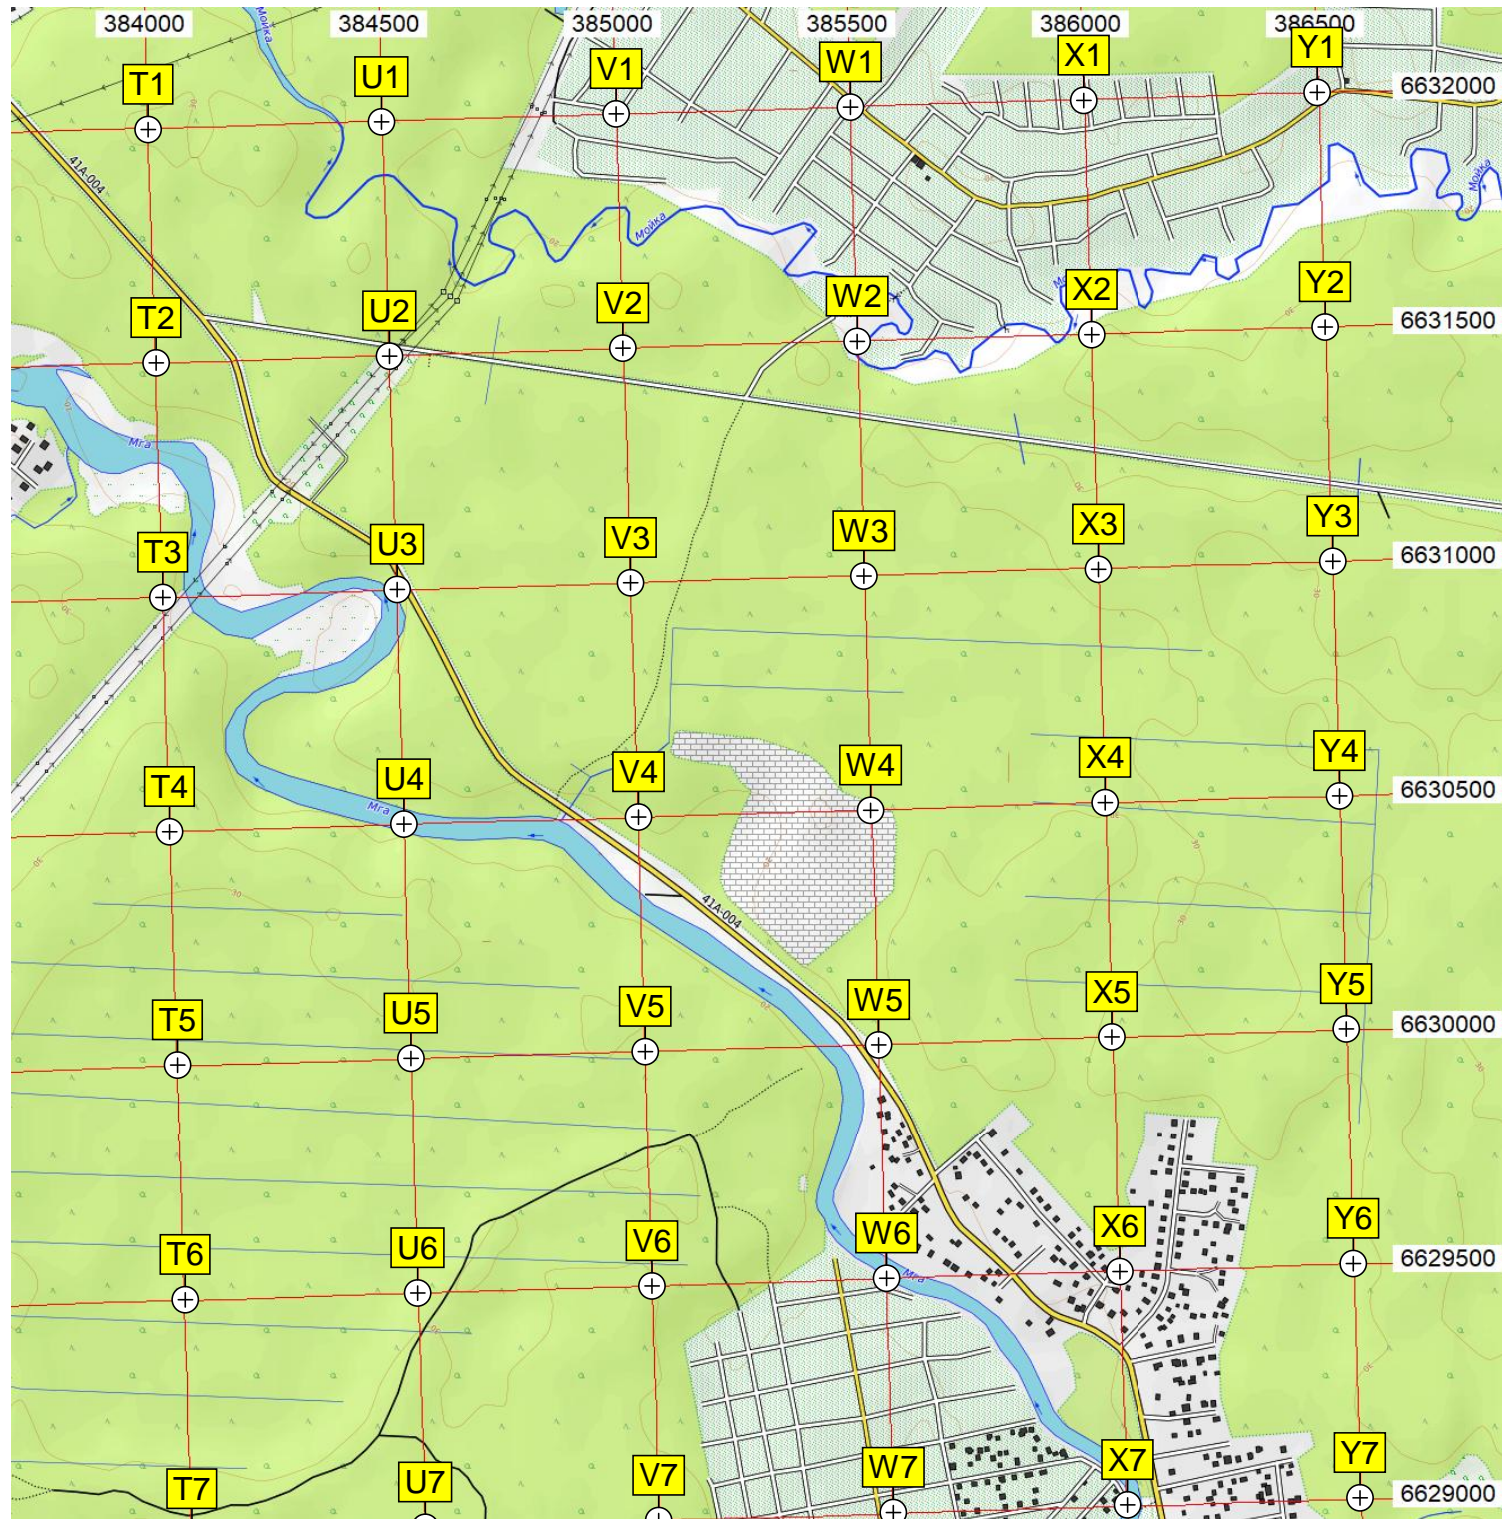 384000 384500 385000 385500 386000 386500
Мойка
T1 U1 V1 W1 X1 Y1 6632000
41А-004
Мойка
Мойка
T2 U2 V2 W2 X2 Y2 6631500
Мга
T3 U3 V3 W3 X3 Y3 6631000
T4 U4 V4 W4 X4 Y4 6630500
Мга
41А-004
T5 U5 V5 W5 X5 Y5 6630000
T6 U6 V6 W6 X6 Y6 6629500
Мга
T7 U7 V7 W7 X7 Y7 6629000